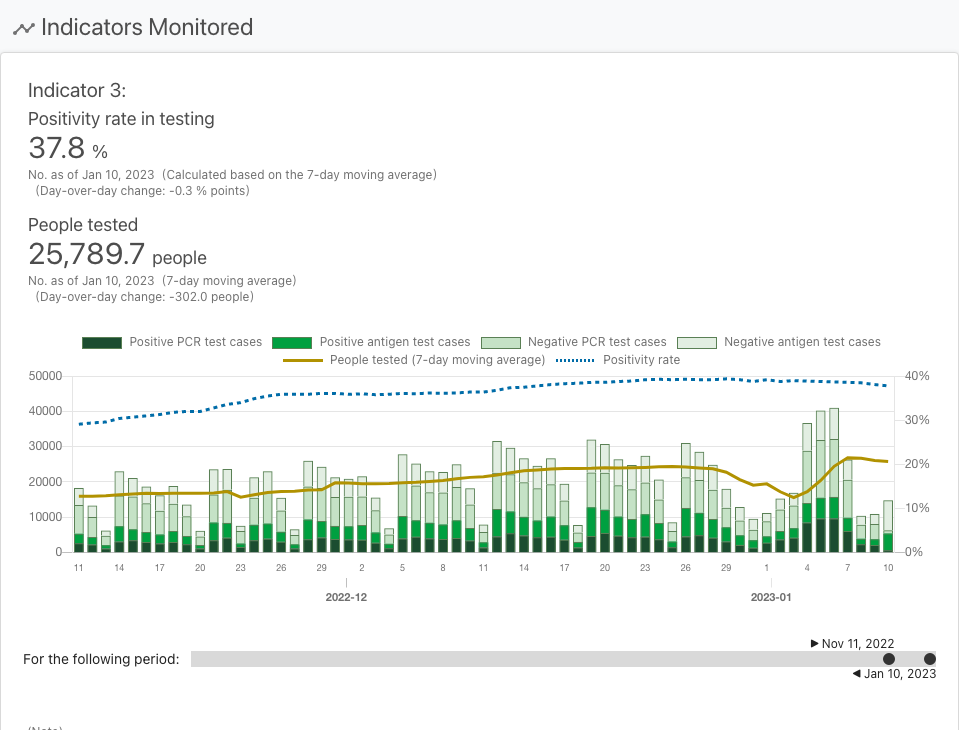 Indicators Monitored
Indicator 3:
Positivity rate in testing
37.8 %
No. as of Jan 10, 2023 (Calculated based on the 7-day moving average)
(Day-over-day change: -0.3 % points)
People tested
25,789.7 people
No. as of Jan 10, 2023 (7-day moving average)
(Day-over-day change: -302.0 people)
Positive PCR test cases Positive antigen test cases Negative PCR test cases Negative antigen test cases
People tested (7-day moving average) Positivity rate
50000 40%
40000 30%
30000 20%
20000 10%
10000 0%
0
11 14 17 20 23 26 29 2 5 8 11 14 17 20 23 26 29 1 4 7 10
2022-12 2023-01
▶ Nov 11, 2022
For the following period:
◀ Jan 10, 2023
(Note)